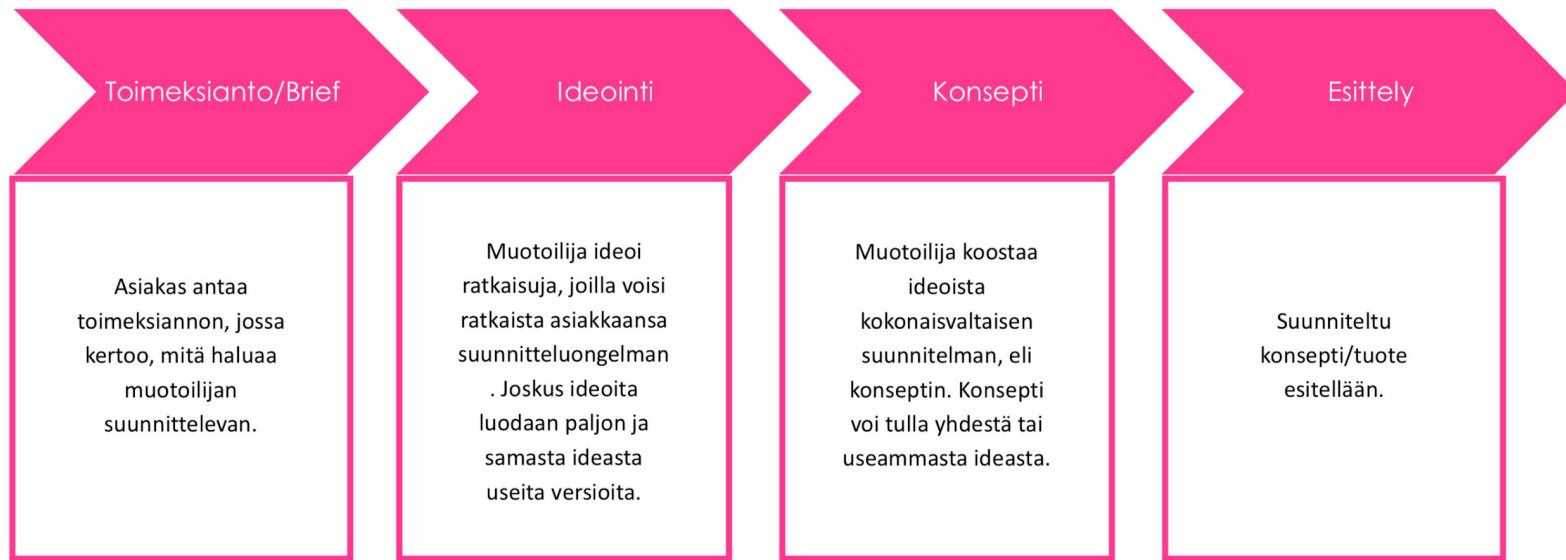 Toimeksianto/Brief
Asiakas antaa
toimeksiannon, jossa
kertoo, mitä haluaa
muotoilijan
suunnittelevan.
Ideointi
Muotoilija ideoi
ratkaisuja, joilla voisi
ratkaista asiakkaansa
suunnitteluongelman
. Joskus ideoita
luodaan paljon ja
samasta ideasta
useita versioita.
Konsepti
Muotoilija koostaa
ideoista
kokonaisvaltaisen
suunnitelman, eli
konseptin. Konsepti
voi tulla yhdestä tai
useammasta ideasta.
Esittely
Suunniteltu
konsepti/tuote
esitellään.